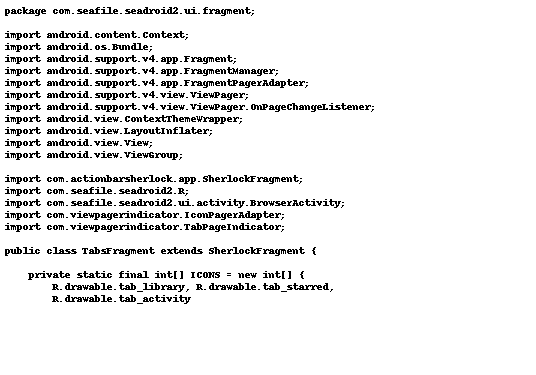 package com.seafile.seadroid2.ui.fragment;

import android.content.Context;
import android.os.Bundle;
import android.support.v4.app.Fragment;
import android.support.v4.app.FragmentManager;
import android.support.v4.app.FragmentPagerAdapter;
import android.support.v4.view.ViewPager;
import android.support.v4.view.ViewPager.OnPageChangeListener;
import android.view.ContextThemeWrapper;
import android.view.LayoutInflater;
import android.view.View;
import android.view.ViewGroup;

import com.actionbarsherlock.app.SherlockFragment;
import com.seafile.seadroid2.R;
import com.seafile.seadroid2.ui.activity.BrowserActivity;
import com.viewpagerindicator.IconPagerAdapter;
import com.viewpagerindicator.TabPageIndicator;

public class TabsFragment extends SherlockFragment {

    private static final int[] ICONS = new int[] {
        R.drawable.tab_library, R.drawable.tab_starred,
        R.drawable.tab_activity